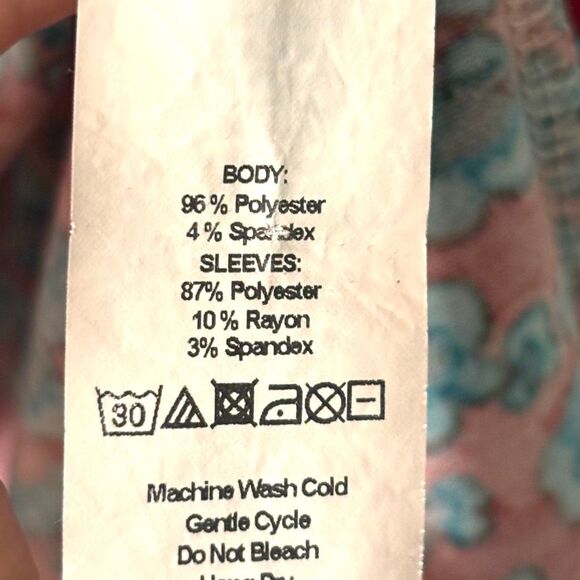 BODY:
96% Polyester
4% Spandex
SLEEVES:
87% Polyester
10% Rayon
3% Spandex
30
Machine Wash Cold
Gentle Cycle
Do Not Bleach